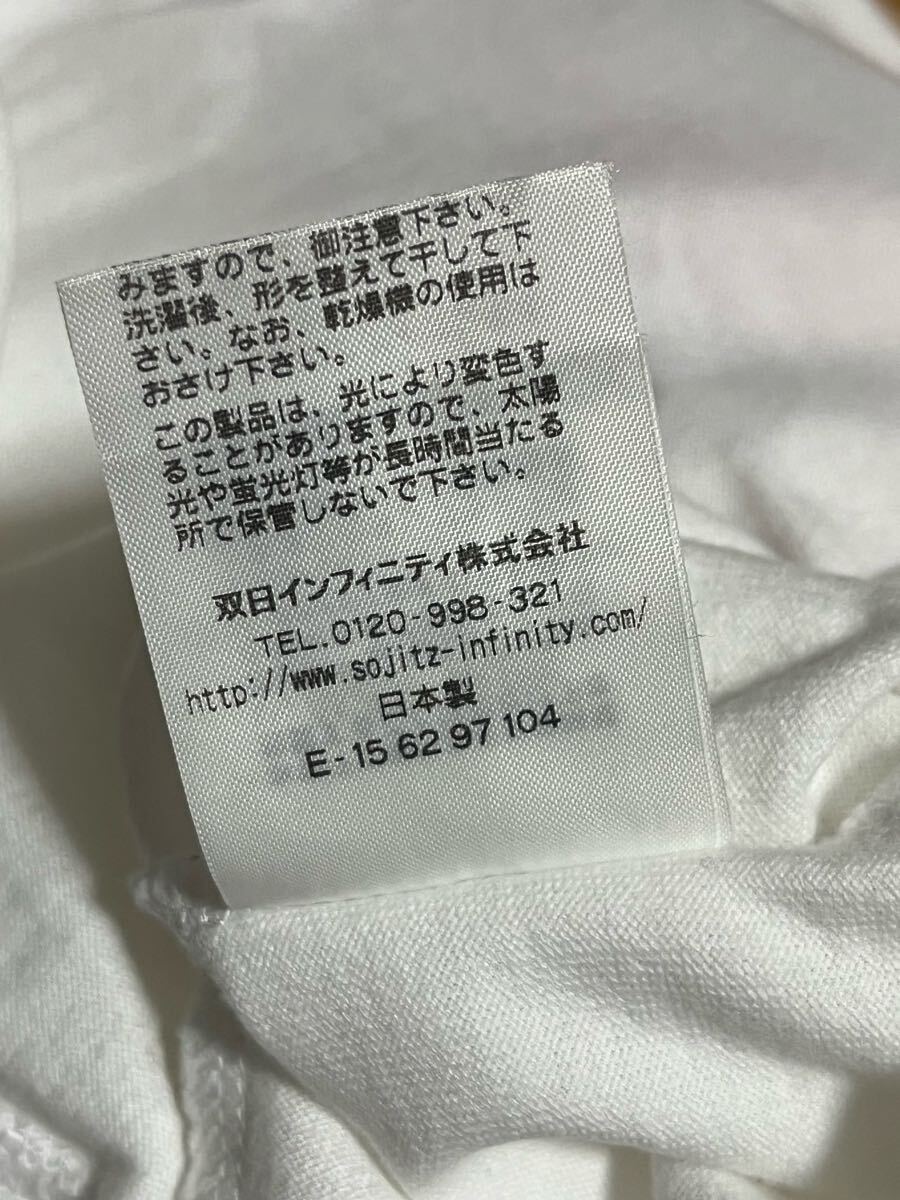 みますので、御注意下さい。
洗濯後、形を整えて干して下
さい。なお、乾燥機の使用は
おさけ下さい。
この製品は、光により変色す
ることがありますので、太陽
光や蛍光灯等が長時間当たる
所で保管しないで下さい。
双日インフィニティ株式会社
TEL.0120-998-321
http://www.sojitz-infinity.com/
日本製
E-15 62 97 104